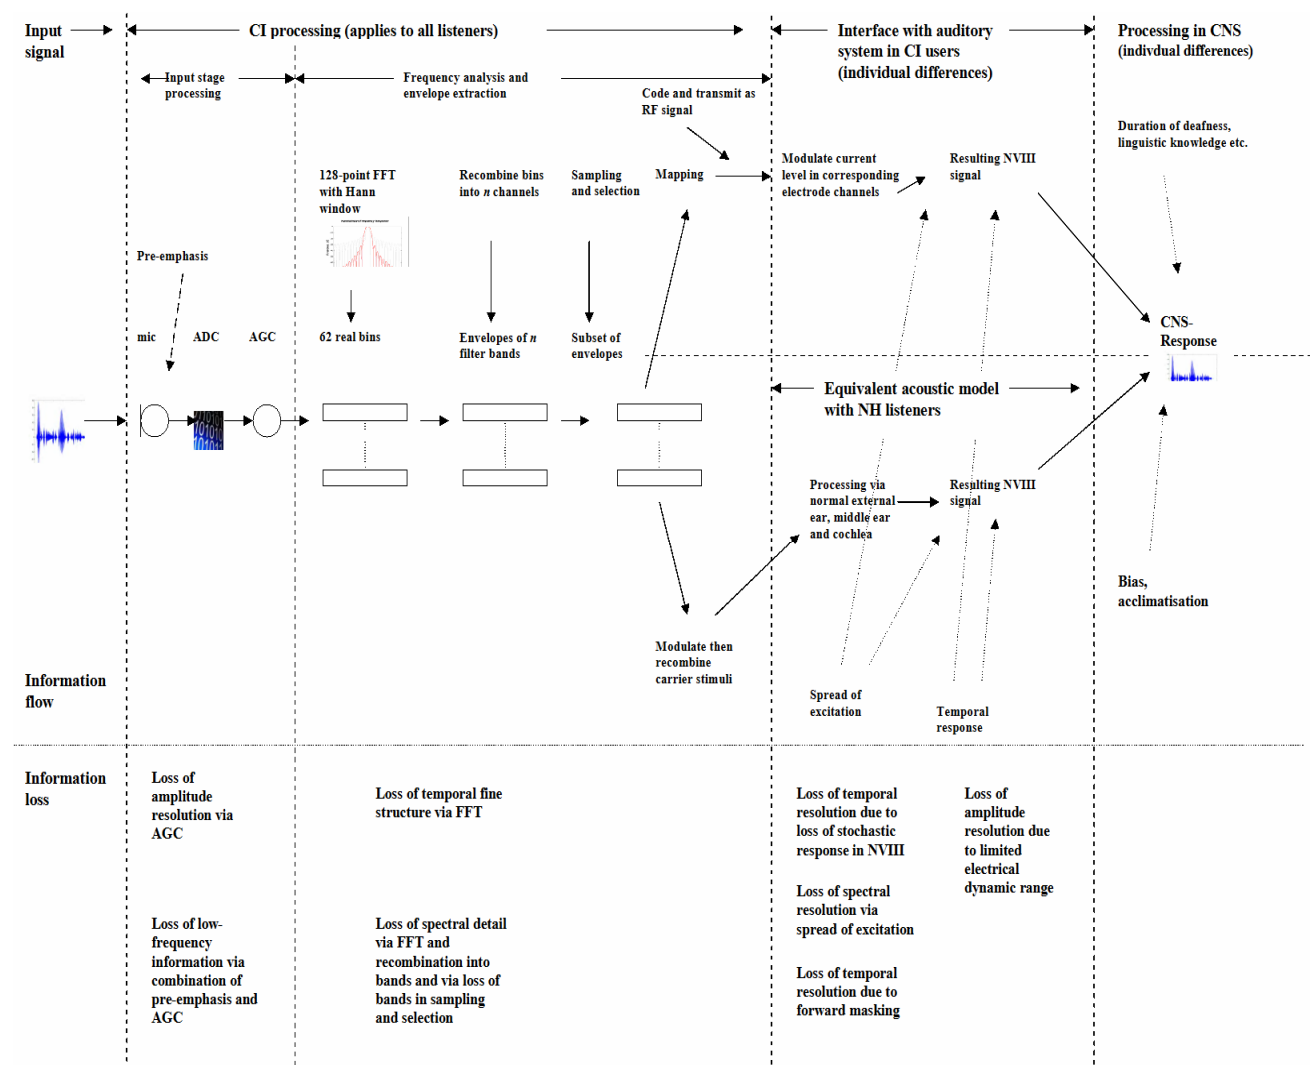 Input
signal
CI processing (applies to all listeners)
Interface with auditory
system in CI users
(individual differences)
Processing in CNS
(indivdual differences)
Input stage
processing
Frequency analysis and
envelope extraction
Code and transmit as
RF signal
Duration of deafness,
linguistic knowledge etc.
128-point FFT
with Hann
window
Recombine bins
into n channels
Sampling
and selection
Mapping
Modulate current
level in corresponding
electrode channels
Resulting NVIII
signal
Pre-emphasis
mic
ADC
AGC
62 real bins
Envelopes of n
filter bands
Subset of
envelopes
CNS-
Response
Equivalent acoustic model
with NH listeners
Processing via
normal external
ear, middle ear
and cochlea
Resulting NVIII
signal
Bias,
acclimatisation
Modulate then
recombine
carrier stimuli
Spread of
excitation
Temporal
response
Information
flow
Information
loss
Loss of
amplitude
resolution via
AGC
Loss of temporal fine
structure via FFT
Loss of temporal
resolution due to
loss of stochastic
response in NVIII
Loss of
amplitude
resolution due
to limited
electrical
dynamic range
Loss of spectral
resolution via
spread of excitation
Loss of low-
frequency
information via
combination of
pre-emphasis and
AGC
Loss of spectral detail
via FFT and
recombination into
bands and via loss of
bands in sampling
and selection
Loss of temporal
resolution due to
forward masking